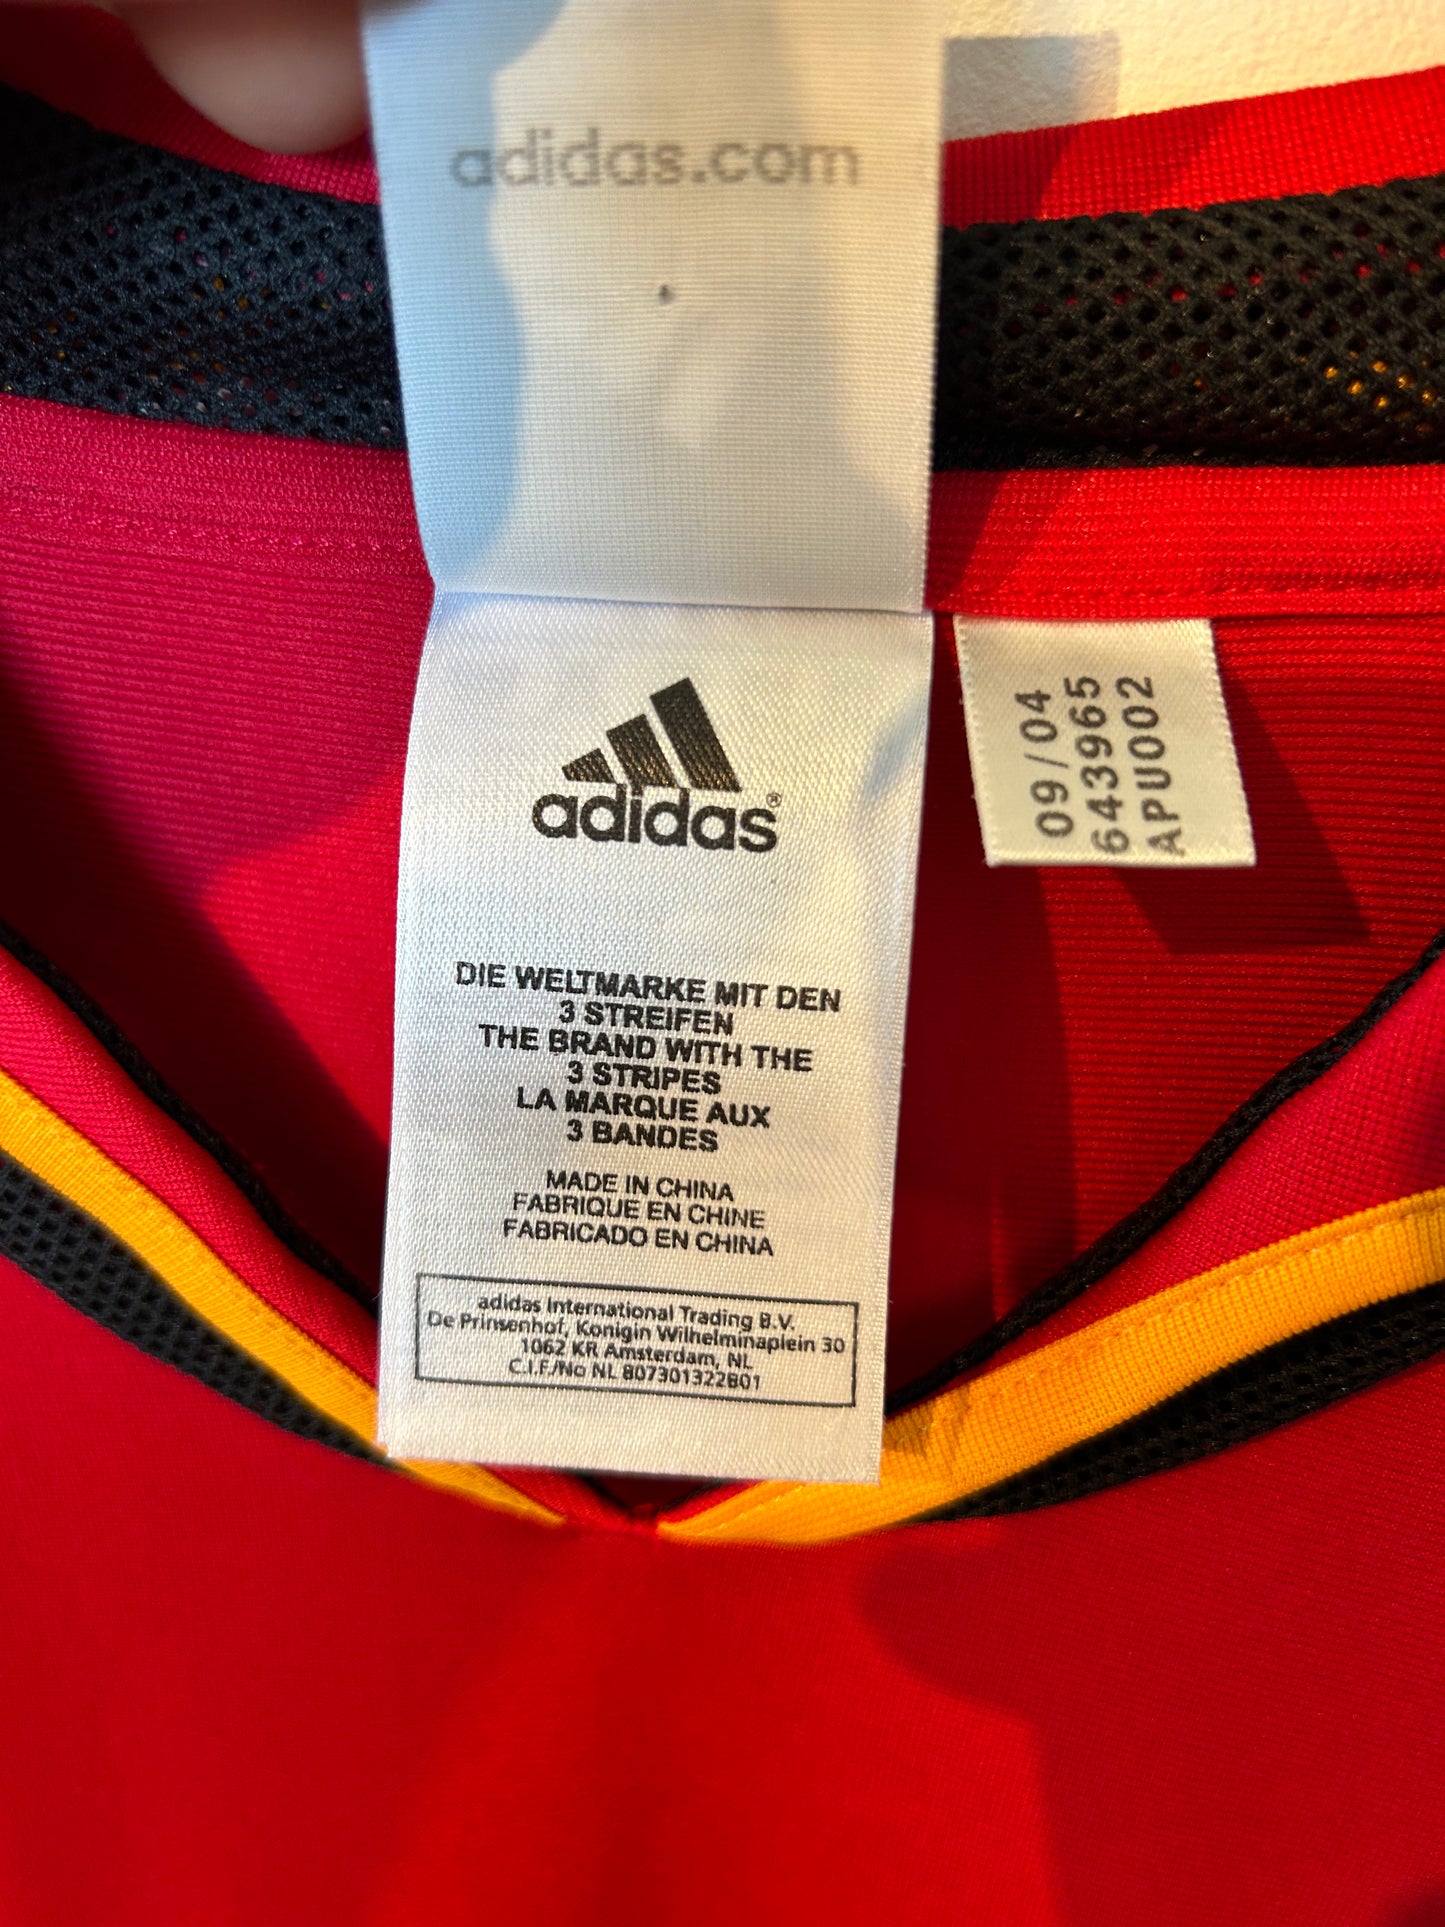 adidas.com
adidas®
DIE WELTMARKE MIT DEN
3 STREIFEN
THE BRAND WITH THE
3 STRIPES
LA MARQUE AUX
3 BANDES
MADE IN CHINA
FABRIQUE EN CHINE
FABRICADO EN CHINA
adidas International Trading B.V.
De Prinsenhof, Konigin Wilhelminaplein 30
1062 KR Amsterdam, NL
C.I.F./No NL 807301322B01
09/04
643965
APU002